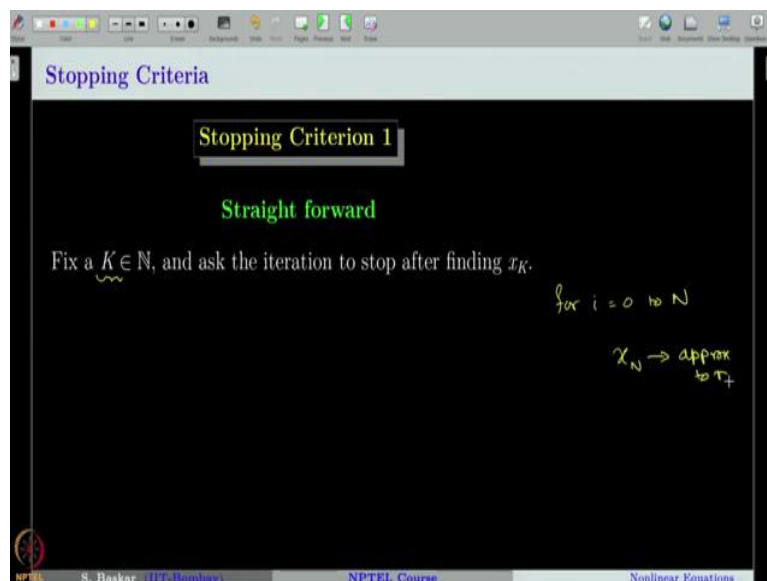 Stopping Criteria
Stopping Criterion 1
Straight forward
Fix a K ∈ ℕ, and ask the iteration to stop after finding x_K.
for i = 0 to N
x_N → approx
to r
NPTEL
S. Baskar (IIT-Bombay)
NPTEL Course
Nonlinear Equations